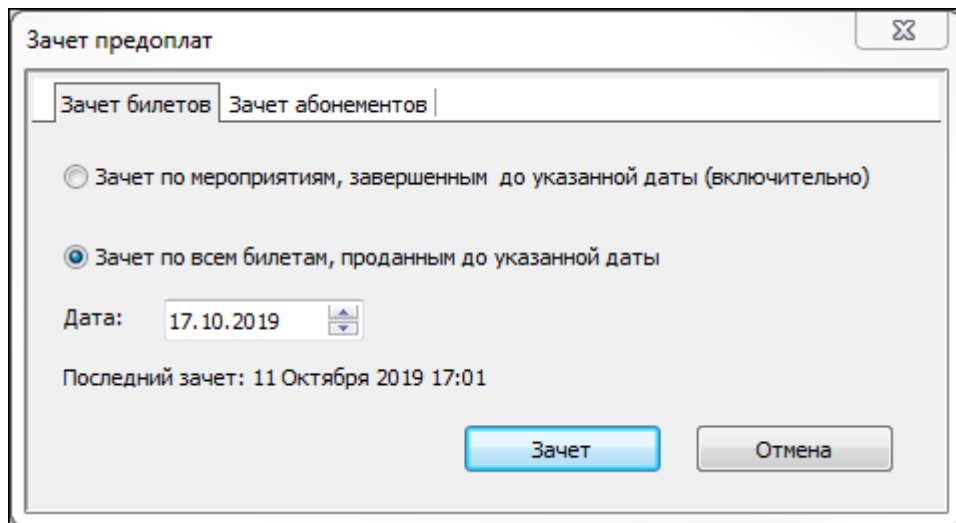 Зачет предоплат
Зачет билетов Зачет абонементов
Зачет по мероприятиям, завершенным до указанной даты (включительно)
Зачет по всем билетам, проданным до указанной даты
Дата: 17.10.2019
Последний зачет: 11 Октября 2019 17:01
Зачет Отмена